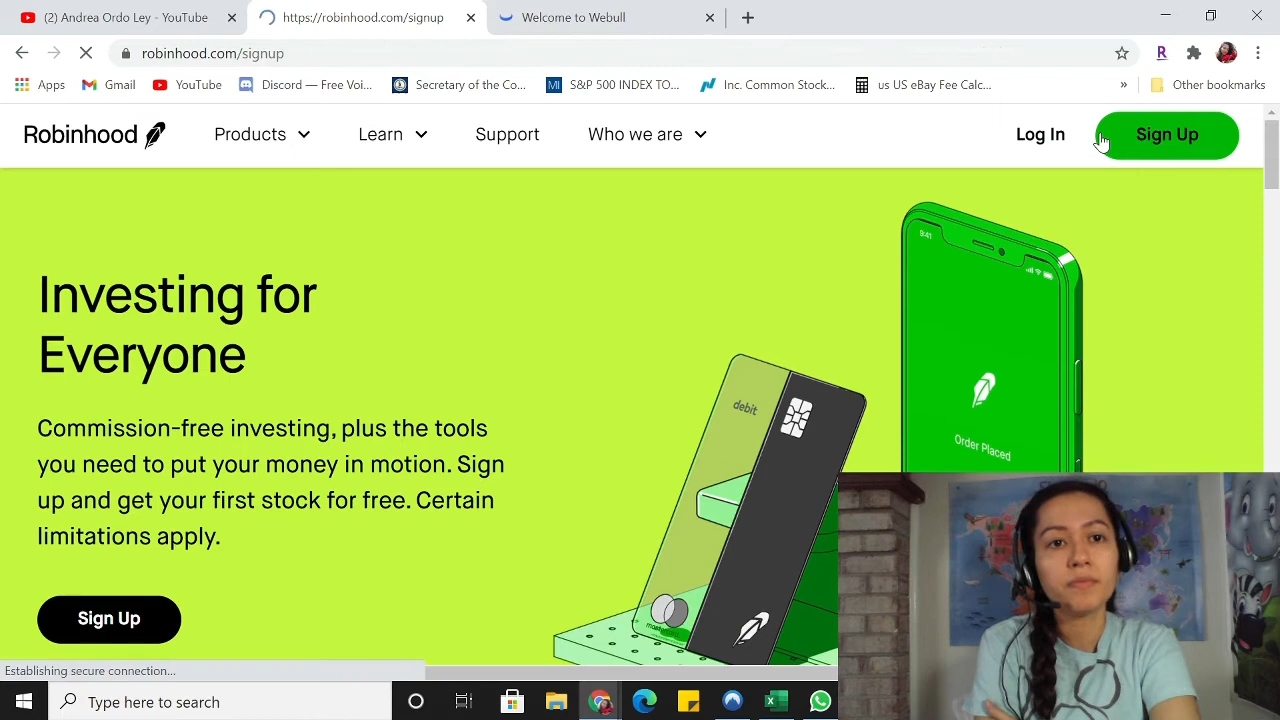 (2) Andrea Ordo Ley - YouTube
https://robinhood.com/signup
Welcome to Webull
robinhood.com/signup
R
Apps
Gmail
YouTube
Discord — Free Voi...
Secretary of the Co...
MI
S&P 500 INDEX TO...
Inc. Common Stock...
us US eBay Fee Calc...
»
Other bookmarks
Robinhood
Products
Learn
Support
Who we are
Log In
Sign Up
Investing for
Everyone
Commission-free investing, plus the tools
you need to put your money in motion. Sign
up and get your first stock for free. Certain
limitations apply.
Sign Up
9:41
Order Placed
debit
Establishing secure connection...
Type here to search